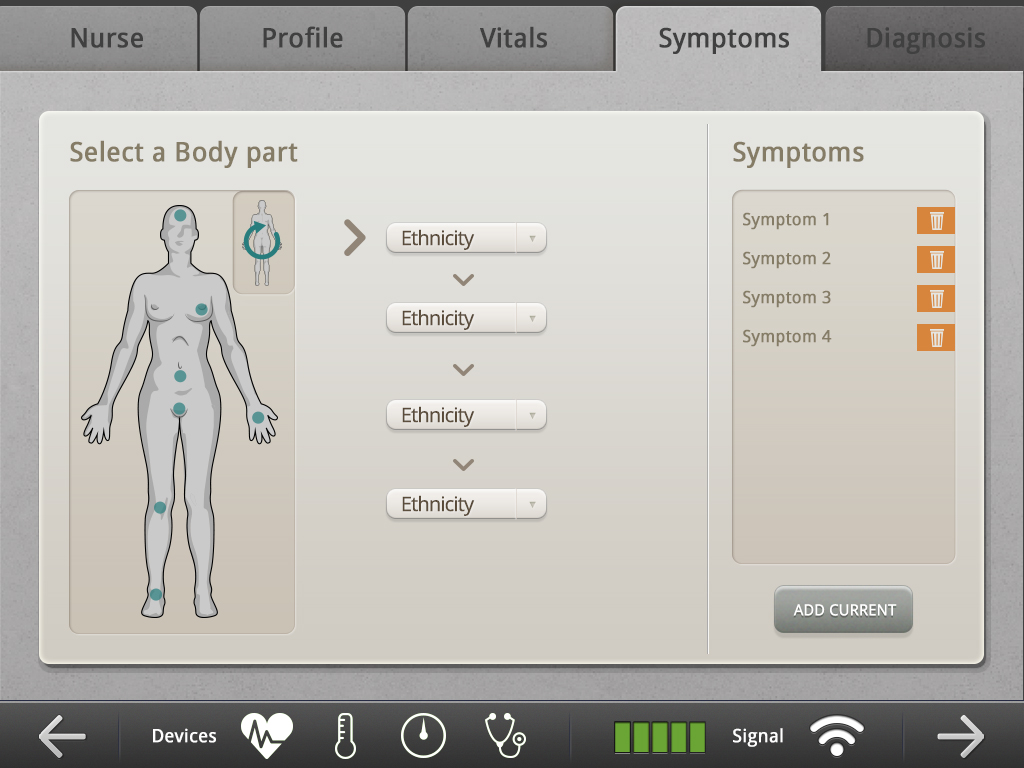 Nurse
Profile
Vitals
Symptoms
Diagnosis
Select a Body part
Ethnicity
Ethnicity
Ethnicity
Ethnicity
Symptoms
Symptom 1
Symptom 2
Symptom 3
Symptom 4
ADD CURRENT
Devices
Signal